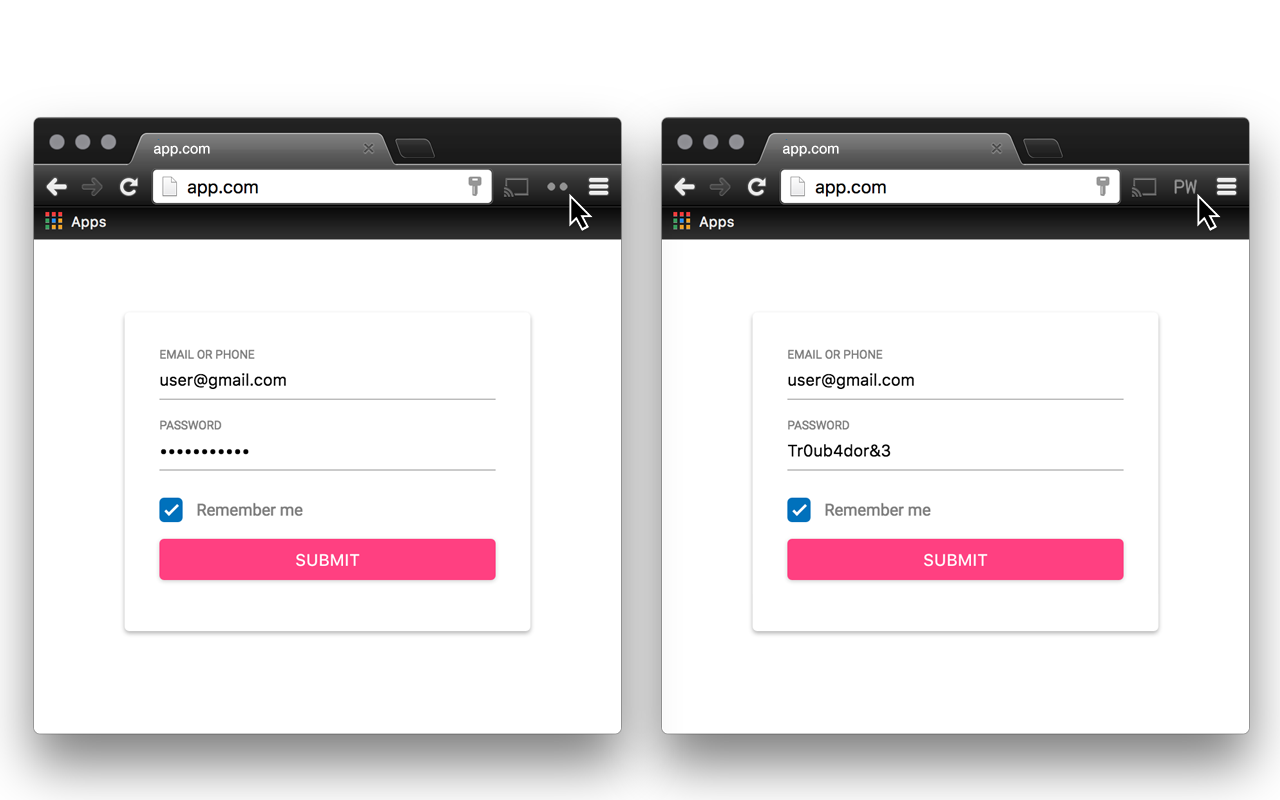 app.com
app.com
Apps
EMAIL OR PHONE
user@gmail.com
PASSWORD
•••••••••••
Remember me
SUBMIT
app.com
app.com
PW
Apps
EMAIL OR PHONE
user@gmail.com
PASSWORD
Tr0ub4dor&3
Remember me
SUBMIT